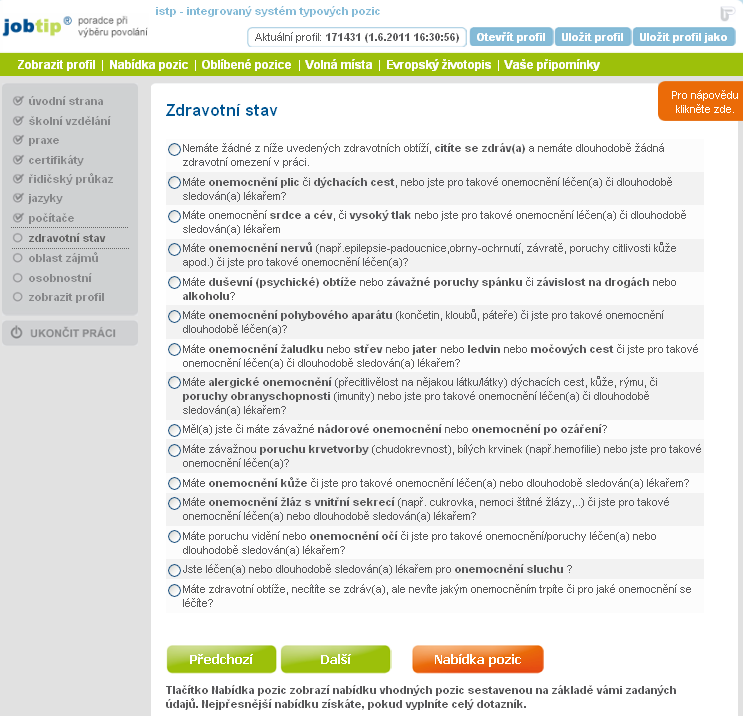 istp - integrovaný systém typových pozic
jobtip® poradce při
výběru povolání
Aktuální profil: 171431 (1.6.2011 16:30:56)
Otevřít profil
Uložit profil
Uložit profil jako
Zobrazit profil | Nabídka pozic | Oblíbené pozice | Volná místa | Evropský životopis | Vaše připomínky
Pro nápovědu
klikněte zde.
úvodní strana
školní vzdělání
praxe
certifikáty
řidičský průkaz
jazyky
počítače
zdravotní stav
oblast zájmů
osobnostní
zobrazit profil
UKONČIT PRÁCI
Zdravotní stav
Nemáte žádné z níže uvedených zdravotních obtíží, cítíte se zdráv(a) a nemáte dlouhodobě žádná
zdravotní omezení v práci.
Máte onemocnění plic či dýchacích cest, nebo jste pro takové onemocnění léčen(a) či dlouhodobě
sledován(a) lékařem?
Máte onemocnění srdce a cév, či vysoký tlak nebo jste pro takové onemocnění léčen(a) či dlouhodobě
sledován(a) lékařem
Máte onemocnění nervů (např.epilepsie-padoucnice,obrny-ochrnutí, závratě, poruchy citlivosti kůže
apod.) či jste pro takové onemocnění léčen(a)?
Máte duševní (psychické) obtíže nebo závažné poruchy spánku či závislost na drogách nebo
alkoholu?
Máte onemocnění pohybového aparátu (končetin, kloubů, páteře) či jste pro takové onemocnění
dlouhodobě léčen(a)?
Máte onemocnění žaludku nebo střev nebo jater nebo ledvin nebo močových cest či jste pro takové
onemocnění léčen(a) či dlouhodobě sledován(a) lékařem?
Máte alergické onemocnění (přecitlivělost na nějakou látku/látky) dýchacích cest, kůže, rýmu, či
poruchy obranyschopnosti (imunity) nebo jste pro takové onemocnění léčen(a) či dlouhodobě
sledován(a) lékařem?
Měl(a) jste či máte závažné nádorové onemocnění nebo onemocnění po ozáření?
Máte závažnou poruchu krvetvorby (chudokrevnost), bílých krvinek (např.hemofilie) nebo jste pro takové
onemocnění léčen(a)?
Máte onemocnění kůže či jste pro takové onemocnění léčen(a) nebo dlouhodobě sledován(a) lékařem?
Máte onemocnění žláz s vnitřní sekrecí (např. cukrovka, nemoci štítné žlázy,..) či jste pro takové
onemocnění léčen(a) nebo dlouhodobě sledován(a) lékařem?
Máte poruchu vidění nebo onemocnění očí či jste pro takové onemocnění/poruchy léčen(a) nebo
dlouhodobě sledován(a) lékařem?
Jste léčen(a) nebo dlouhodobě sledován(a) lékařem pro onemocnění sluchu ?
Máte zdravotní obtíže, necítíte se zdráv(a), ale nevíte jakým onemocněním trpíte či pro jaké onemocnění se
léčíte?
Předchozí
Další
Nabídka pozic
Tlačítko Nabídka pozic zobrazí nabídku vhodných pozic sestavenou na základě vámi zadaných
údajů. Nejpřesnější nabídku získáte, pokud vyplníte celý dotazník.